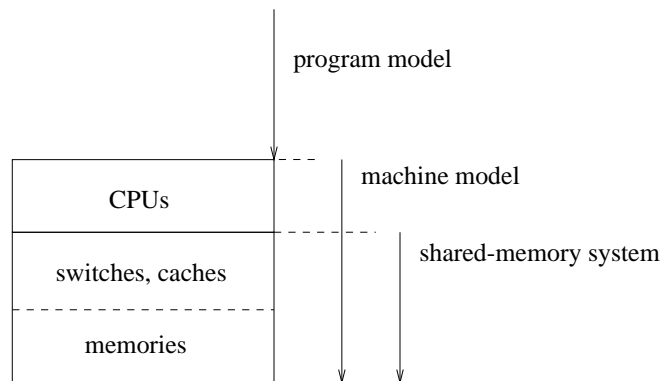 program model
machine model
CPUs
shared-memory system
switches, caches
memories